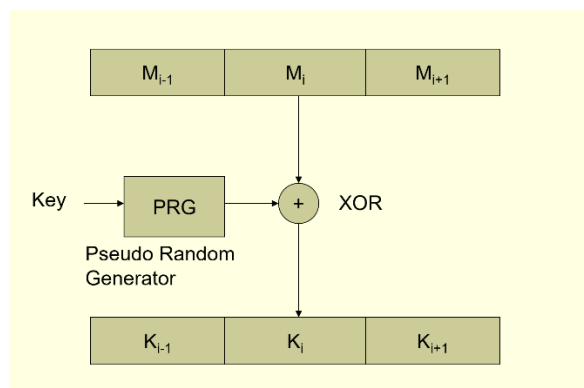 M_{i-1} M_i M_{i+1}
Key PRG + XOR
Pseudo Random
Generator
K_{i-1} K_i K_{i+1}